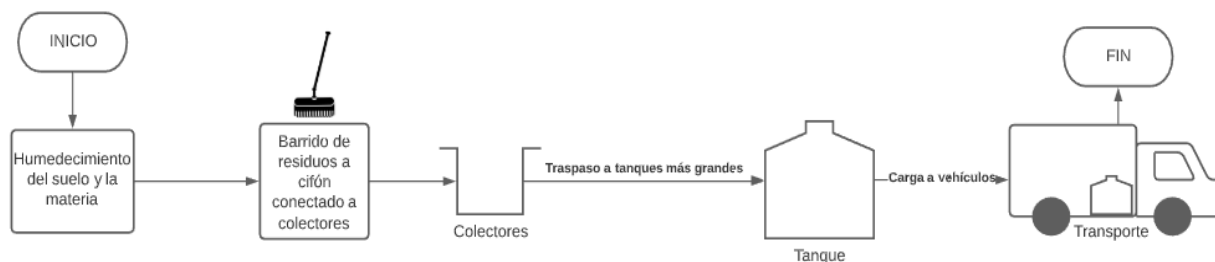 INICIO
Humedecimiento
del suelo y la
materia
Barrido de
residuos a
cifón
conectado a
colectores
Colectores
Traspaso a tanques más grandes
Tanque
Carga a vehículos
FIN
Transporte